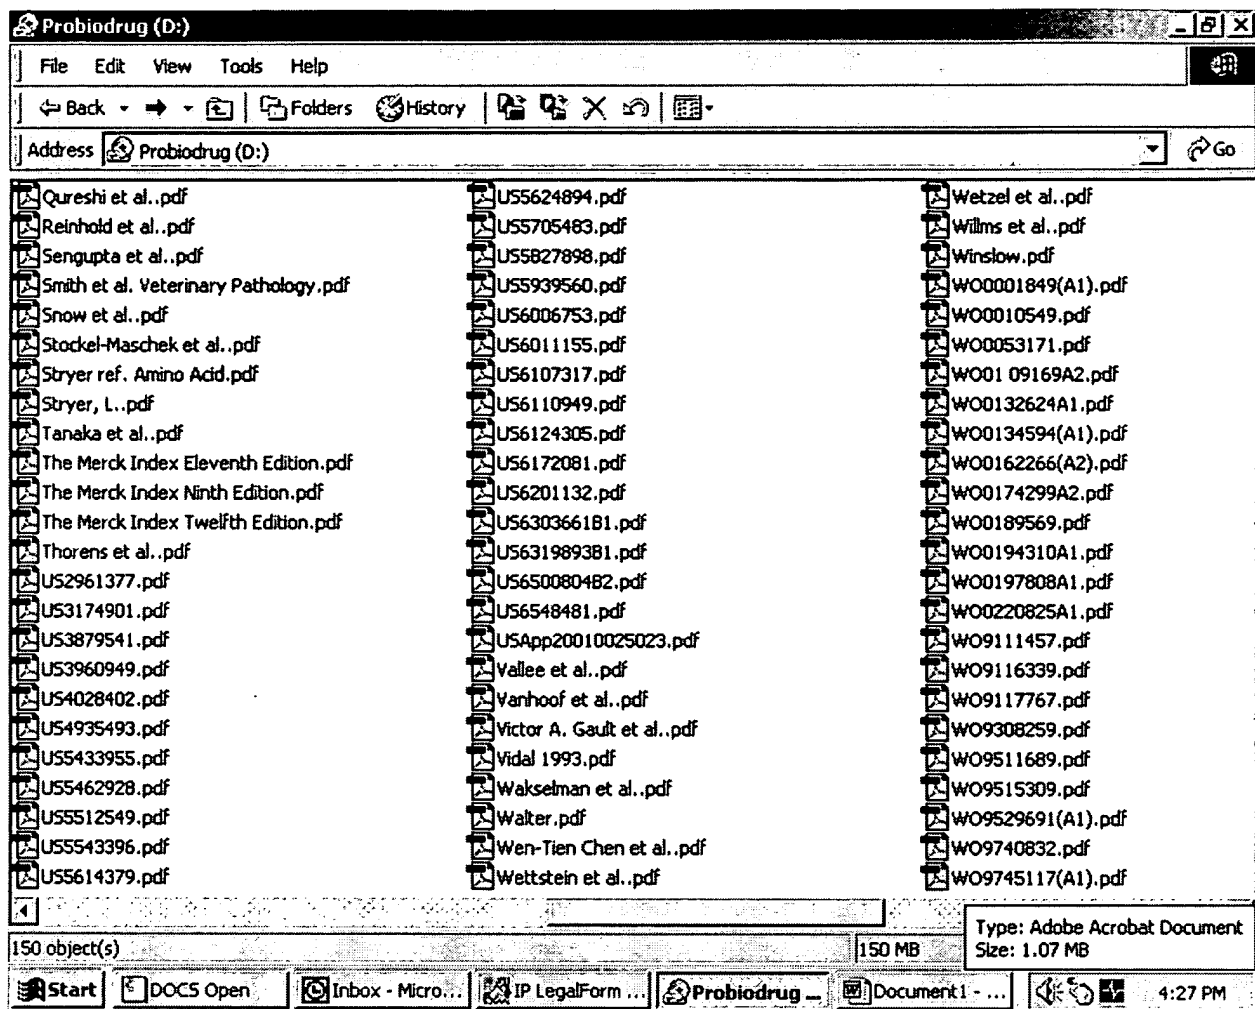 Probiodrug (D:)
File Edit View Tools Help
Back Folders History
Address Probiodrug (D:) Go
Qureshi et al..pdf
Reinhold et al..pdf
Sengupta et al..pdf
Smith et al. Veterinary Pathology.pdf
Snow et al..pdf
Stockel-Maschek et al..pdf
Stryer ref. Amino Acid.pdf
Stryer, L..pdf
Tanaka et al..pdf
The Merck Index Eleventh Edition.pdf
The Merck Index Ninth Edition.pdf
The Merck Index Twelfth Edition.pdf
Thorens et al..pdf
US2961377.pdf
US3174901.pdf
US3879541.pdf
US3960949.pdf
US4028402.pdf
US4935493.pdf
US5433955.pdf
US5462928.pdf
US5512549.pdf
US5543396.pdf
US5614379.pdf
US5624894.pdf
US5705483.pdf
US5827898.pdf
US5939560.pdf
US6006753.pdf
US6011155.pdf
US6107317.pdf
US6110949.pdf
US6124305.pdf
US6172081.pdf
US6201132.pdf
US6303661B1.pdf
US6319893B1.pdf
US6500804B2.pdf
US6548481.pdf
USApp20010025023.pdf
Vallee et al..pdf
Vanhoof et al..pdf
Victor A. Gault et al..pdf
Vidal 1993.pdf
Wakselman et al..pdf
Walter.pdf
Wen-Tien Chen et al..pdf
Wettstein et al..pdf
Wetzel et al..pdf
Willms et al..pdf
Winslow.pdf
WO0001849(A1).pdf
WO0010549.pdf
WO0053171.pdf
WO01 09169A2.pdf
WO0132624A1.pdf
WO0134594(A1).pdf
WO0162266(A2).pdf
WO0174299A2.pdf
WO0189569.pdf
WO0194310A1.pdf
WO0197808A1.pdf
WO0220825A1.pdf
WO9111457.pdf
WO9116339.pdf
WO9117767.pdf
WO9308259.pdf
WO9511689.pdf
WO9515309.pdf
WO9529691(A1).pdf
WO9740832.pdf
WO9745117(A1).pdf
Type: Adobe Acrobat Document
Size: 1.07 MB
150 object(s) 150 MB
Start DOCS Open Inbox - Micro... IP LegalForm ... Probiodrug ... Document1 - ... 4:27 PM